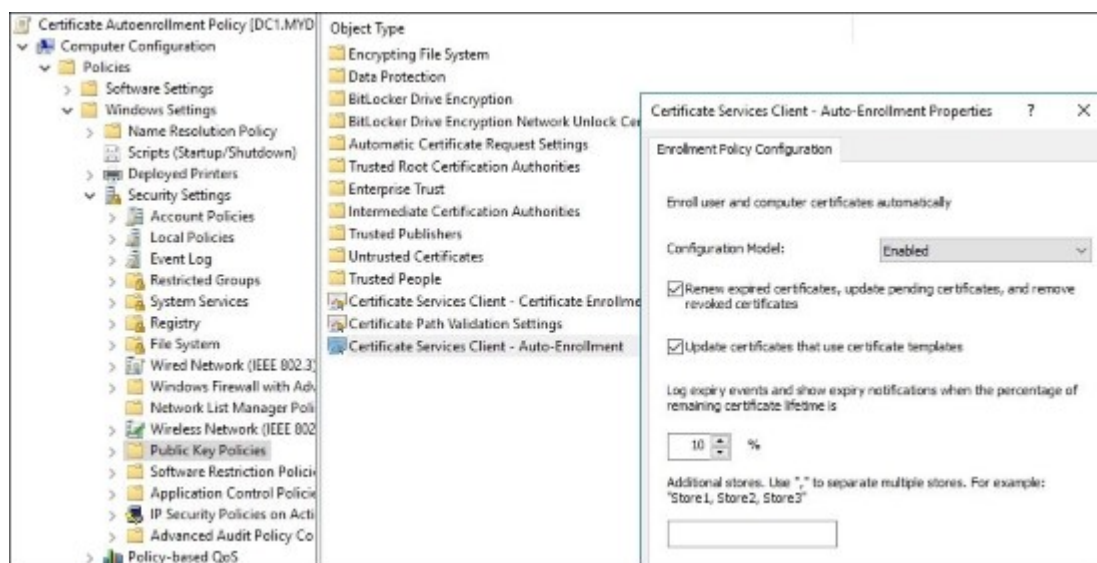 Certificate Autoenrollment Policy [DC1.MYD
Computer Configuration
Policies
Software Settings
Windows Settings
Name Resolution Policy
Scripts (Startup/Shutdown)
Deployed Printers
Security Settings
Account Policies
Local Policies
Event Log
Restricted Groups
System Services
Registry
File System
Wired Network (IEEE 802.3)
Windows Firewall with Adv
Network List Manager Poli
Wireless Network (IEEE 802
Public Key Policies
Software Restriction Polici
Application Control Policie
IP Security Policies on Acti
Advanced Audit Policy Co
Policy-based QoS
Object Type
Encrypting File System
Data Protection
BitLocker Drive Encryption
BitLocker Drive Encryption Network Unlock Cer
Automatic Certificate Request Settings
Trusted Root Certification Authorities
Enterprise Trust
Intermediate Certification Authorities
Trusted Publishers
Untrusted Certificates
Trusted People
Certificate Services Client - Certificate Enrollme
Certificate Path Validation Settings
Certificate Services Client - Auto-Enrollment
Certificate Services Client - Auto-Enrollment Properties ? X
Enrollment Policy Configuration
Enroll user and computer certificates automatically
Configuration Model: Enabled
Renew expired certificates, update pending certificates, and remove
revoked certificates
Update certificates that use certificate templates
Log expiry events and show expiry notifications when the percentage of
remaining certificate lifetime is
10 %
Additional stores. Use "," to separate multiple stores. For example:
"Store1, Store2, Store3"